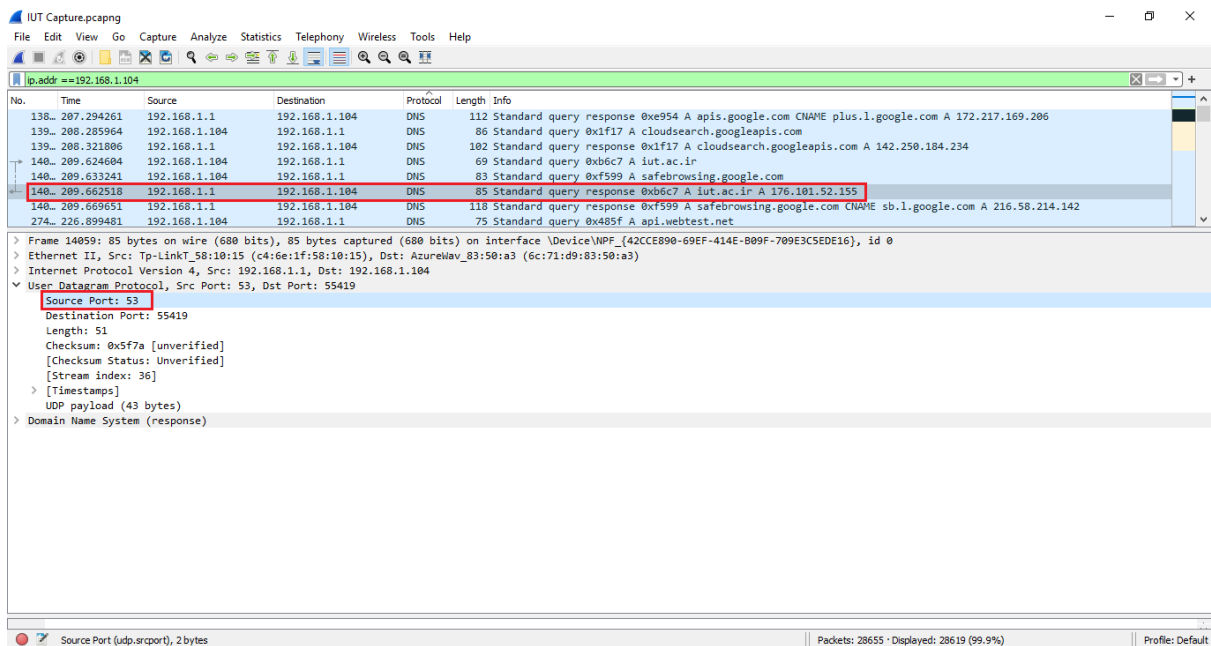 IUT Capture.pcapng
File Edit View Go Capture Analyze Statistics Telephony Wireless Tools Help
ip.addr ==192.168.1.104
No. Time Source Destination Protocol Length Info
138… 207.294261 192.168.1.1 192.168.1.104 DNS 112 Standard query response 0xe954 A apis.google.com CNAME plus.l.google.com A 172.217.169.206
139… 208.285964 192.168.1.104 192.168.1.1 DNS 86 Standard query 0x1f17 A cloudsearch.googleapis.com
139… 208.321806 192.168.1.1 192.168.1.104 DNS 102 Standard query response 0x1f17 A cloudsearch.googleapis.com A 142.250.184.234
140… 209.624604 192.168.1.104 192.168.1.1 DNS 69 Standard query 0xb6c7 A iut.ac.ir
140… 209.633241 192.168.1.104 192.168.1.1 DNS 83 Standard query 0xf599 A safebrowsing.google.com
140… 209.662518 192.168.1.1 192.168.1.104 DNS 85 Standard query response 0xb6c7 A iut.ac.ir A 176.101.52.155
140… 209.669651 192.168.1.1 192.168.1.104 DNS 118 Standard query response 0xf599 A safebrowsing.google.com CNAME sb.l.google.com A 216.58.214.142
274… 226.899481 192.168.1.104 192.168.1.1 DNS 75 Standard query 0x485f A api.webtest.net
> Frame 14059: 85 bytes on wire (680 bits), 85 bytes captured (680 bits) on interface \Device\NPF_{42CCE890-69EF-414E-B09F-709E3C5EDE16}, id 0
> Ethernet II, Src: Tp-LinkT_58:10:15 (c4:6e:1f:58:10:15), Dst: AzureWav_83:50:a3 (6c:71:d9:83:50:a3)
> Internet Protocol Version 4, Src: 192.168.1.1, Dst: 192.168.1.104
User Datagram Protocol, Src Port: 53, Dst Port: 55419
Source Port: 53
Destination Port: 55419
Length: 51
Checksum: 0x5f7a [unverified]
[Checksum Status: Unverified]
[Stream index: 36]
> [Timestamps]
UDP payload (43 bytes)
> Domain Name System (response)
Source Port (udp.srcport), 2 bytes
Packets: 28655 · Displayed: 28619 (99.9%)
Profile: Default